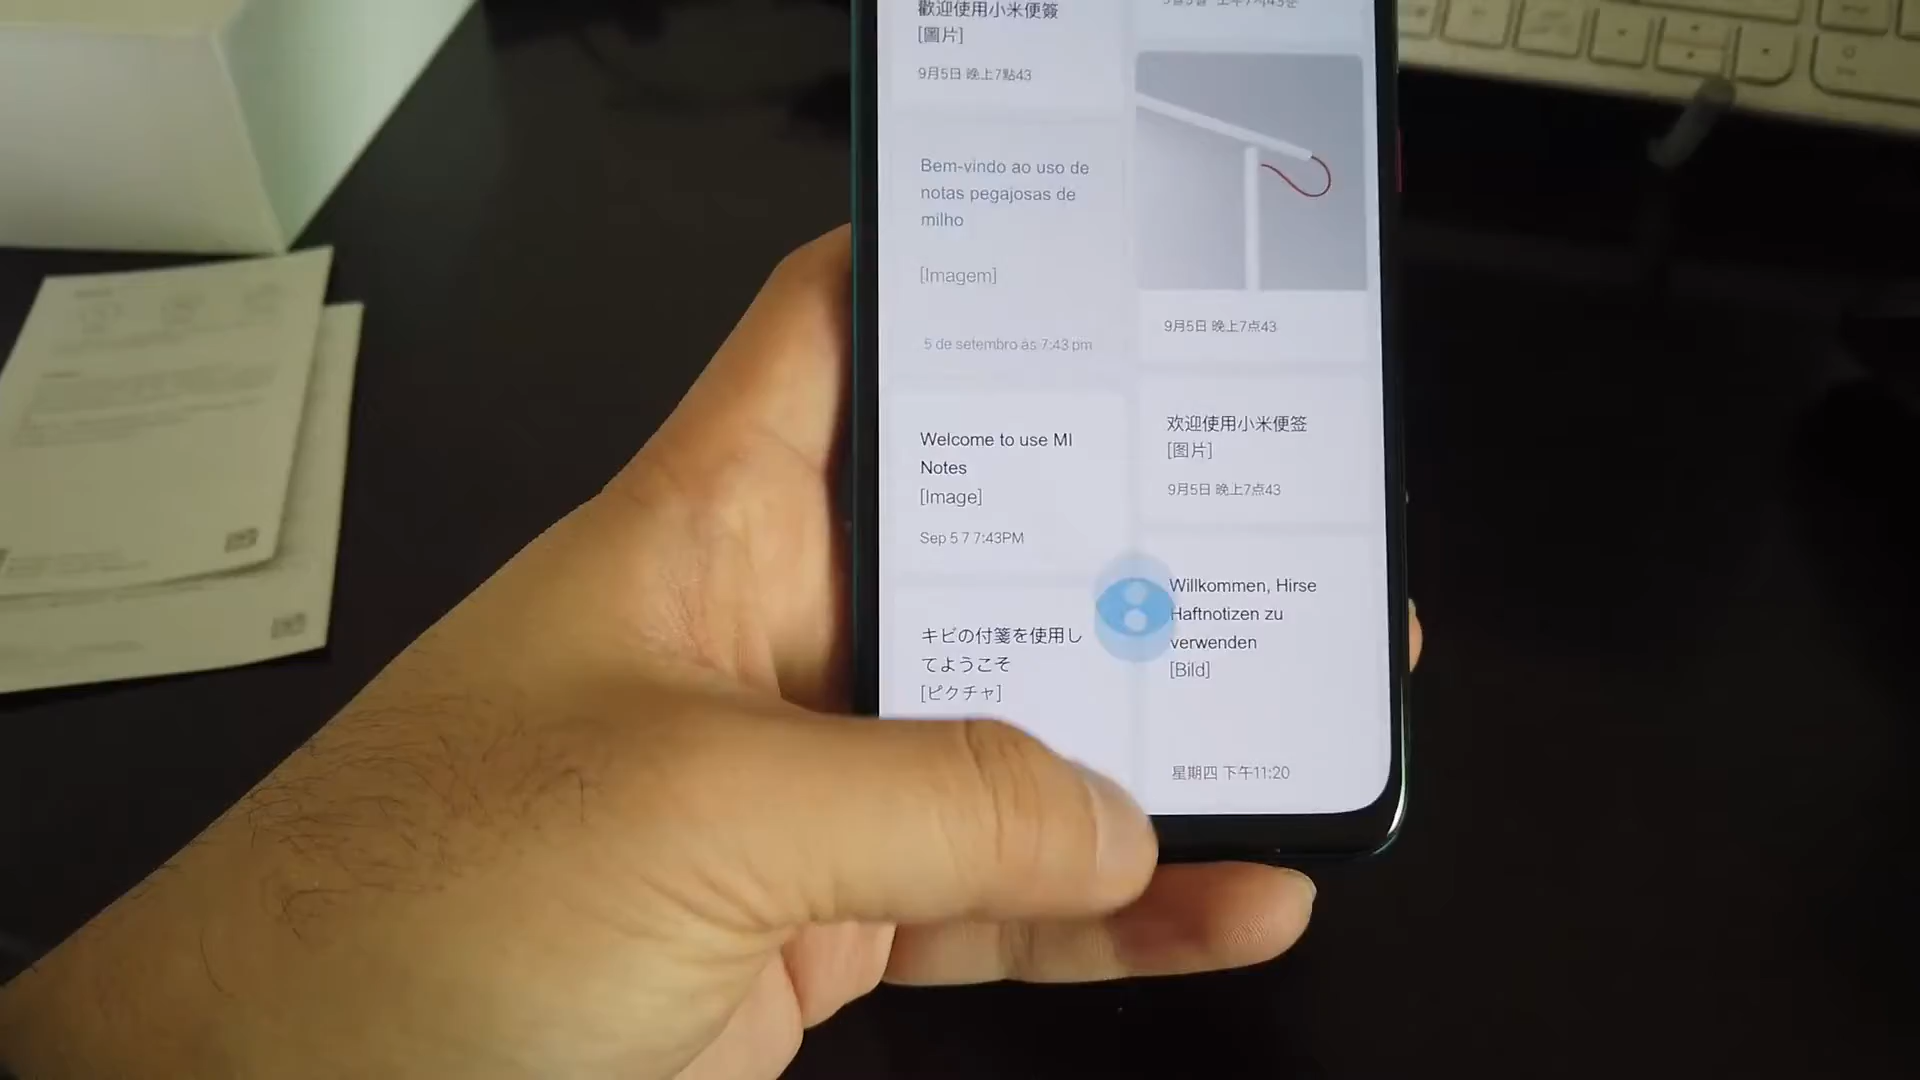 歡迎使用小米便簽
[圖片]
9月5日 晚上7點43
Bem-vindo ao uso de
notas pegajosas de
milho
[Imagem]
5 de setembro às 7:43 pm
Welcome to use MI
Notes
[Image]
Sep 5 7 7:43PM
キビの付箋を使用し
てようこそ
[ピクチャ]
9月5日 晚上7点43
欢迎使用小米便签
[图片]
9月5日 晚上7点43
Willkommen, Hirse
Haftnotizen zu
verwenden
[Bild]
星期四 下午11:20